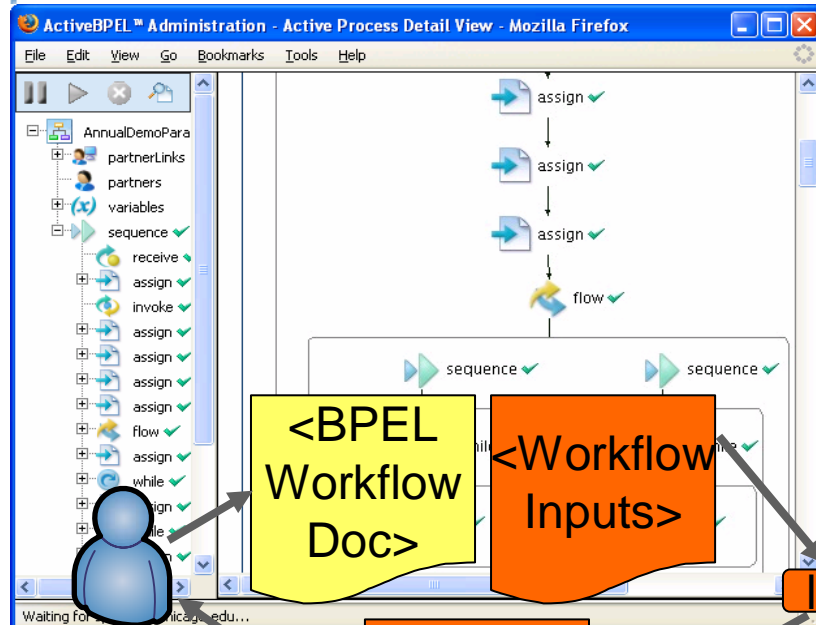 ActiveBPEL™ Administration - Active Process Detail View - Mozilla Firefox
File Edit View Go Bookmarks Tools Help
AnnualDemoPara
partnerLinks
partners
variables
sequence
receive
assign
invoke
assign
assign
assign
assign
flow
assign
while
assign
assign
assign
flow
sequence sequence
<BPEL
Workflow
Doc>
<Workflow
Inputs>
Waiting for